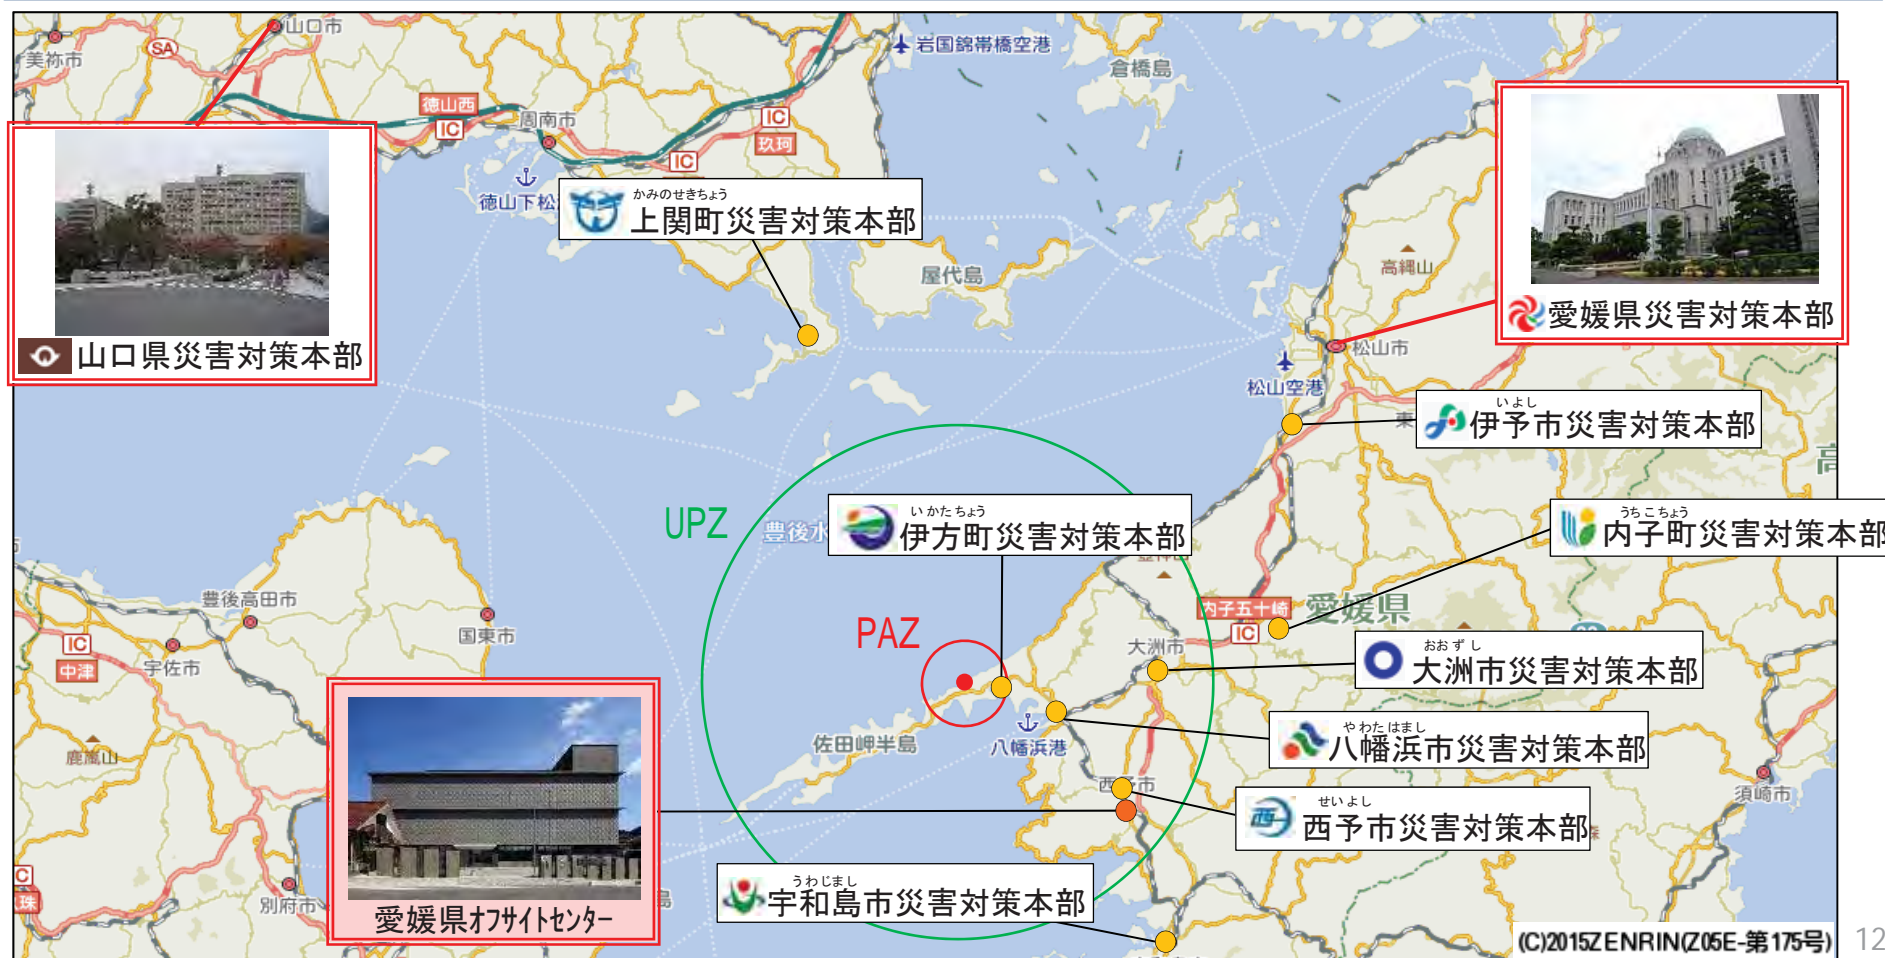 山口市
美祢市
SA
岩国錦帯橋空港
倉橋島
徳山西
IC
周南市
IC
玖珂
IC
徳山下松
かみのせきちょう
上関町災害対策本部
山口県災害対策本部
屋代島
高縄山
愛媛県災害対策本部
松山市
松山空港
東
いよし
伊予市災害対策本部
高
UPZ
豊後水
いかたちょう
伊方町災害対策本部
うちこちょう
内子町災害対策本部
豊後高田市
国東市
内子五十崎
IC
愛媛県
PAZ
大洲市
おおずし
大洲市災害対策本部
IC
中津
宇佐市
佐田岬半島
八幡浜港
やわたはまし
八幡浜市災害対策本部
鹿嵐山
西予市
須崎市
せいよし
西予市災害対策本部
森
C
珠
別府市
島
うわじまし
宇和島市災害対策本部
愛媛県オフサイトセンター
(C)2015ZENRIN(Z05E-第175号)
12